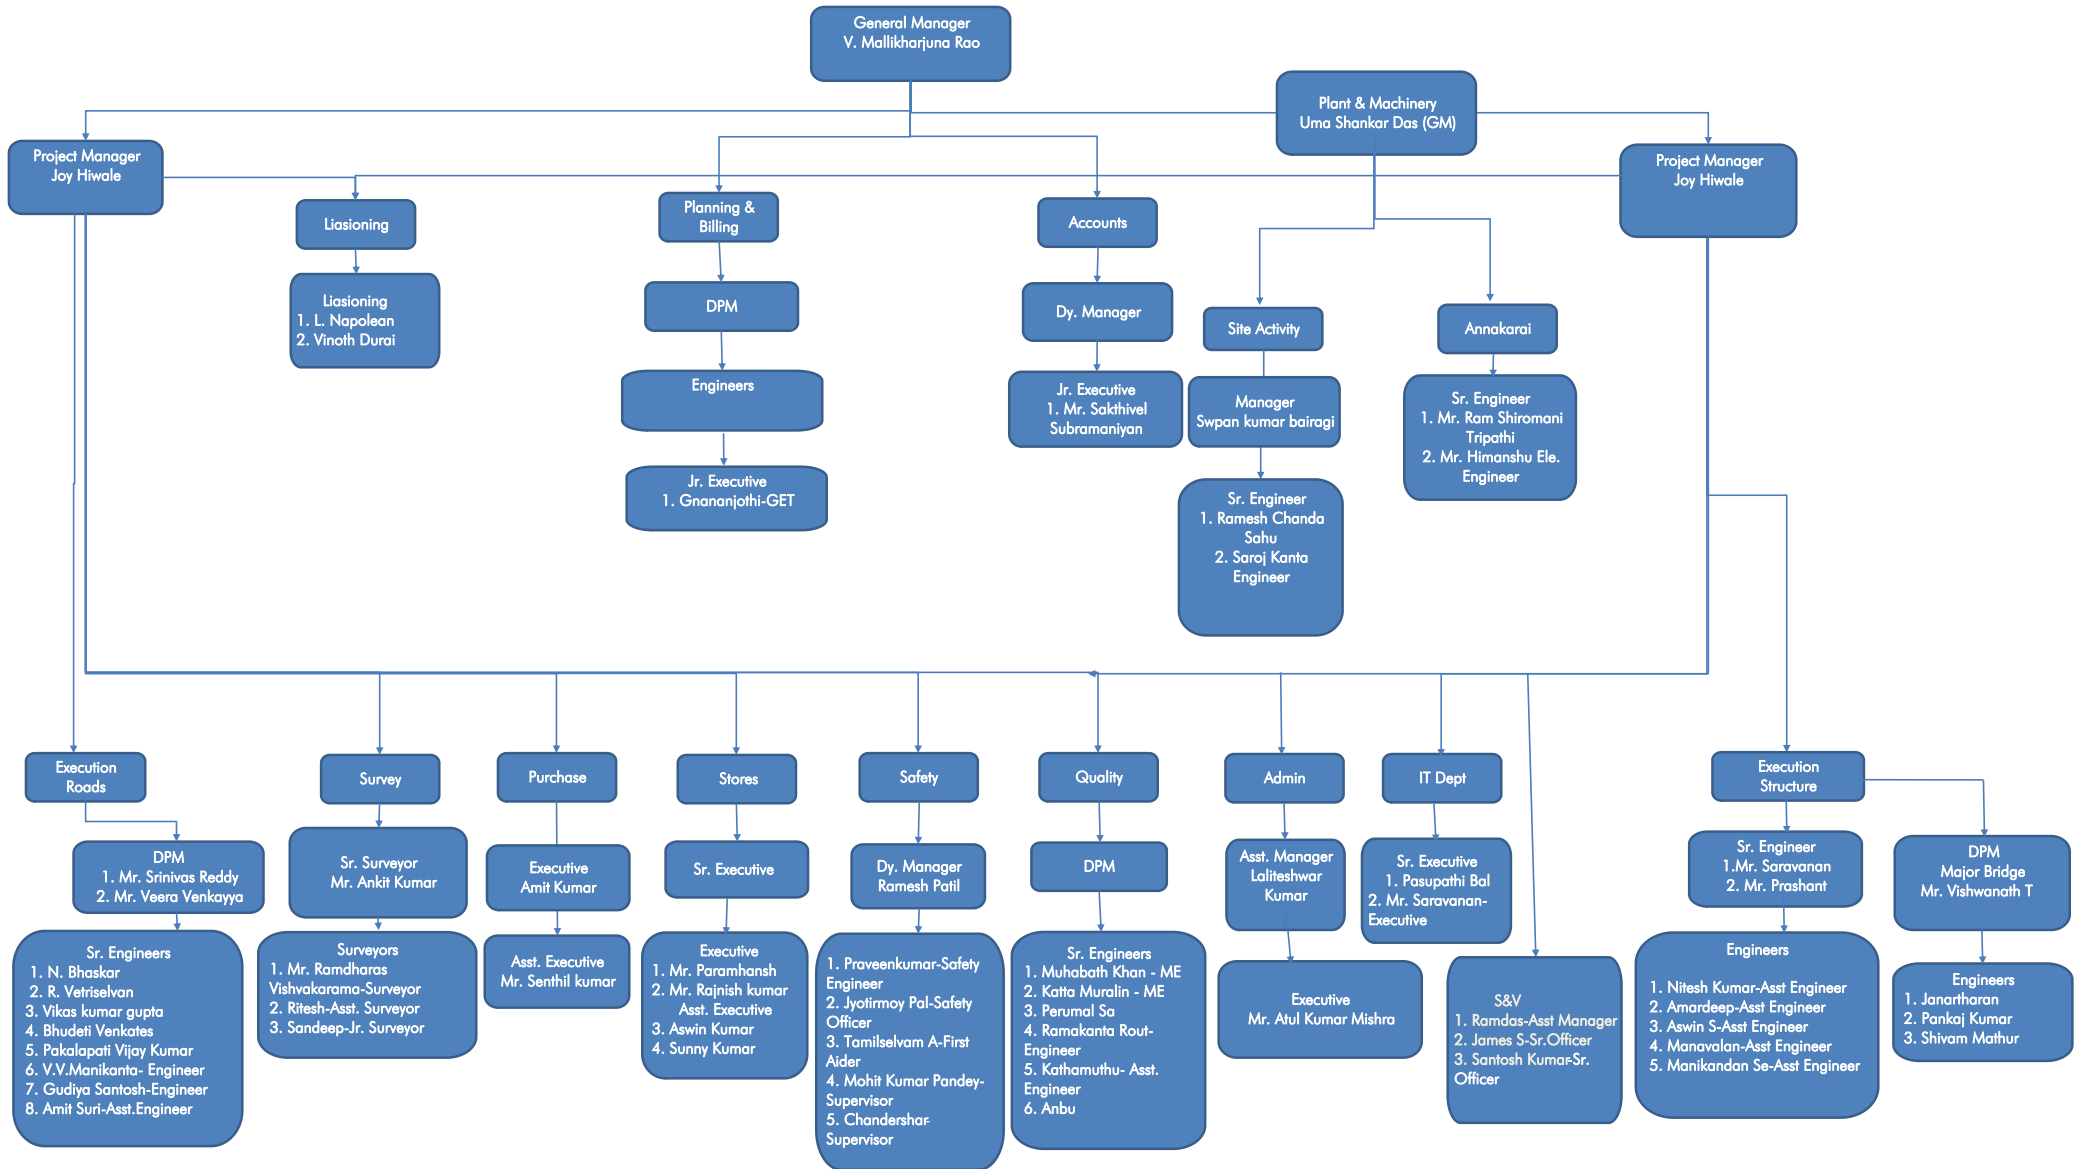 General Manager
V. Mallikharjuna Rao
Plant & Machinery
Uma Shankar Das (GM)
Project Manager
Joy Hiwale
Project Manager
Joy Hiwale
Liasioning
Planning &
Billing
Accounts
Liasioning
1. L. Napolean
2. Vinoth Durai
DPM
Dy. Manager
Site Activity
Annakarai
Engineers
Jr. Executive
1. Mr. Sakthivel
Subramaniyan
Manager
Swpan kumar bairagi
Sr. Engineer
1. Mr. Ram Shiromani
Tripathi
2. Mr. Himanshu Ele.
Engineer
Jr. Executive
1. Gnananjothi-GET
Sr. Engineer
1. Ramesh Chanda
Sahu
2. Saroj Kanta
Engineer
Execution
Roads
Survey
Purchase
Stores
Safety
Quality
Admin
IT Dept
Execution
Structure
DPM
1. Mr. Srinivas Reddy
2. Mr. Veera Venkayya
Sr. Surveyor
Mr. Ankit Kumar
Executive
Amit Kumar
Sr. Executive
Dy. Manager
Ramesh Patil
DPM
Asst. Manager
Laliteshwar
Kumar
Sr. Executive
1. Pasupathi Bal
2. Mr. Saravanan-
Executive
Sr. Engineer
1.Mr. Saravanan
2. Mr. Prashant
DPM
Major Bridge
Mr. Vishwanath T
Sr. Engineers
1. N. Bhaskar
2. R. Vetriselvan
3. Vikas kumar gupta
4. Bhudeti Venkates
5. Pakalapati Vijay Kumar
6. V.V.Manikanta- Engineer
7. Gudiya Santosh-Engineer
8. Amit Suri-Asst.Engineer
Surveyors
1. Mr. Ramdharas
Vishvakarama-Surveyor
2. Ritesh-Asst. Surveyor
3. Sandeep-Jr. Surveyor
Asst. Executive
Mr. Senthil kumar
Executive
1. Mr. Paramhansh
2. Mr. Rajnish kumar
Asst. Executive
3. Aswin Kumar
4. Sunny Kumar
1. Praveenkumar-Safety
Engineer
2. Jyotirmoy Pal-Safety
Officer
3. Tamilselvam A-First
Aider
4. Mohit Kumar Pandey-
Supervisor
5. Chandershar-
Supervisor
Sr. Engineers
1. Muhabath Khan - ME
2. Katta Muralin - ME
3. Perumal Sa
4. Ramakanta Rout-
Engineer
5. Kathamuthu- Asst.
Engineer
6. Anbu
Executive
Mr. Atul Kumar Mishra
S&V
1. Ramdas-Asst Manager
2. James S-Sr.Officer
3. Santosh Kumar-Sr.
Officer
Engineers
1. Nitesh Kumar-Asst Engineer
2. Amardeep-Asst Engineer
3. Aswin S-Asst Engineer
4. Manavalan-Asst Engineer
5. Manikandan Se-Asst Engineer
Engineers
1. Janartharan
2. Pankaj Kumar
3. Shivam Mathur